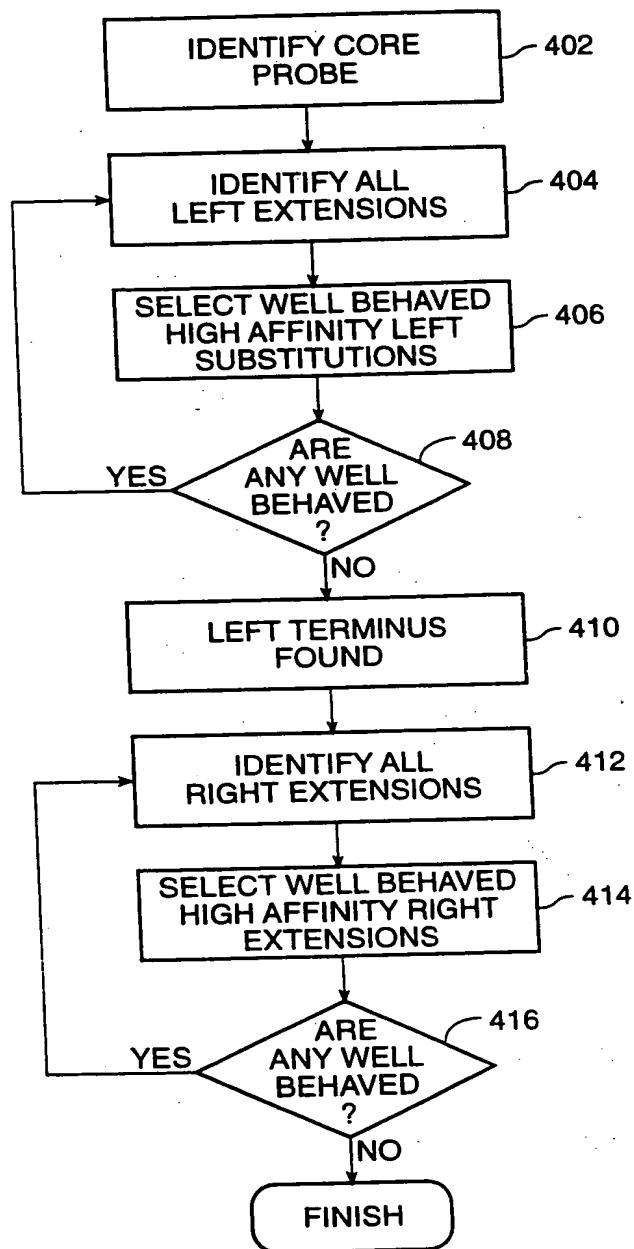 IDENTIFY CORE
PROBE
402
IDENTIFY ALL
LEFT EXTENSIONS
404
SELECT WELL BEHAVED
HIGH AFFINITY LEFT
SUBSTITUTIONS
406
ARE
ANY WELL
BEHAVED
?
408
YES
NO
LEFT TERMINUS
FOUND
410
IDENTIFY ALL
RIGHT EXTENSIONS
412
SELECT WELL BEHAVED
HIGH AFFINITY RIGHT
EXTENSIONS
414
ARE
ANY WELL
BEHAVED
?
416
YES
NO
FINISH